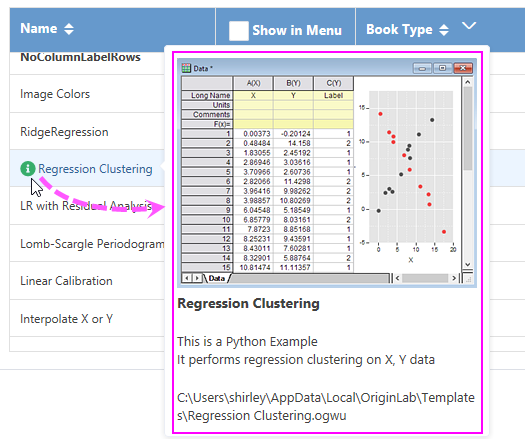 Name Show in Menu Book Type
NoColumnLabelRows
Image Colors
RidgeRegression
Regression Clustering
LR with Residual Analysis
Lomb-Scargle Periodogram
Linear Calibration
Interpolate X or Y
Data *
A(X) B(Y) C(Y)
Long Name X Y Label
Units
Comments
F(x)=
1 0.00373 -0.20124 1
2 0.48484 14.158 2
3 1.83055 2.45192 1
4 2.86946 3.03616 1
5 3.70966 2.60736 1
6 2.82066 11.4298 2
7 3.96416 9.98262 2
8 3.98857 10.80269 2
9 6.04548 5.18549 1
10 6.85779 8.03161 2
11 7.8723 8.85168 1
12 8.25231 9.43591 1
13 8.43011 7.60281 1
14 8.32901 5.88764 2
15 10.81474 11.11357 1
Data
15
10
5
0
-5
0 5 10 15 20
X
Regression Clustering
This is a Python Example
It performs regression clustering on X, Y data
C:\Users\shirley\AppData\Local\OriginLab\Template
s\Regression Clustering.ogwu